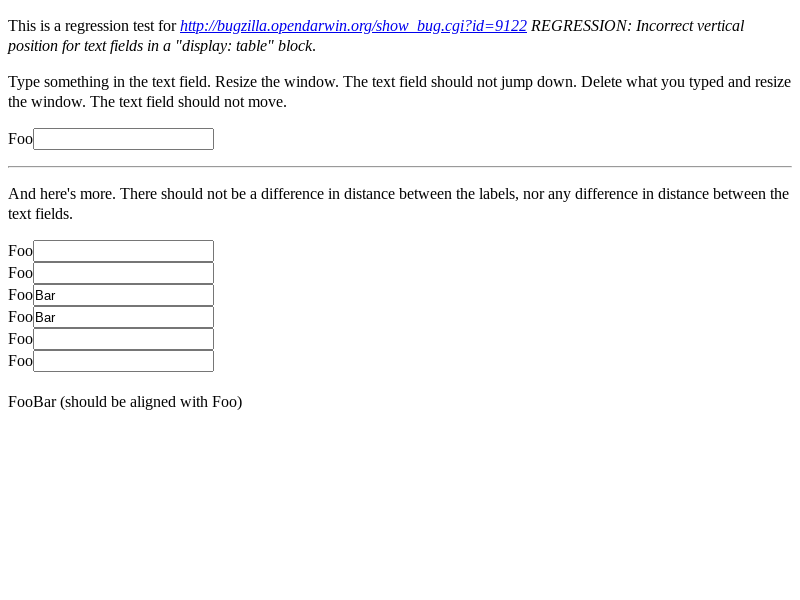 This is a regression test for http://bugzilla.opendarwin.org/show_bug.cgi?id=9122 REGRESSION: Incorrect vertical
position for text fields in a "display: table" block.
Type something in the text field. Resize the window. The text field should not jump down. Delete what you typed and resize
the window. The text field should not move.
Foo
And here's more. There should not be a difference in distance between the labels, nor any difference in distance between the
text fields.
Foo
Foo
Foo Bar
Foo Bar
Foo
Foo
FooBar (should be aligned with Foo)